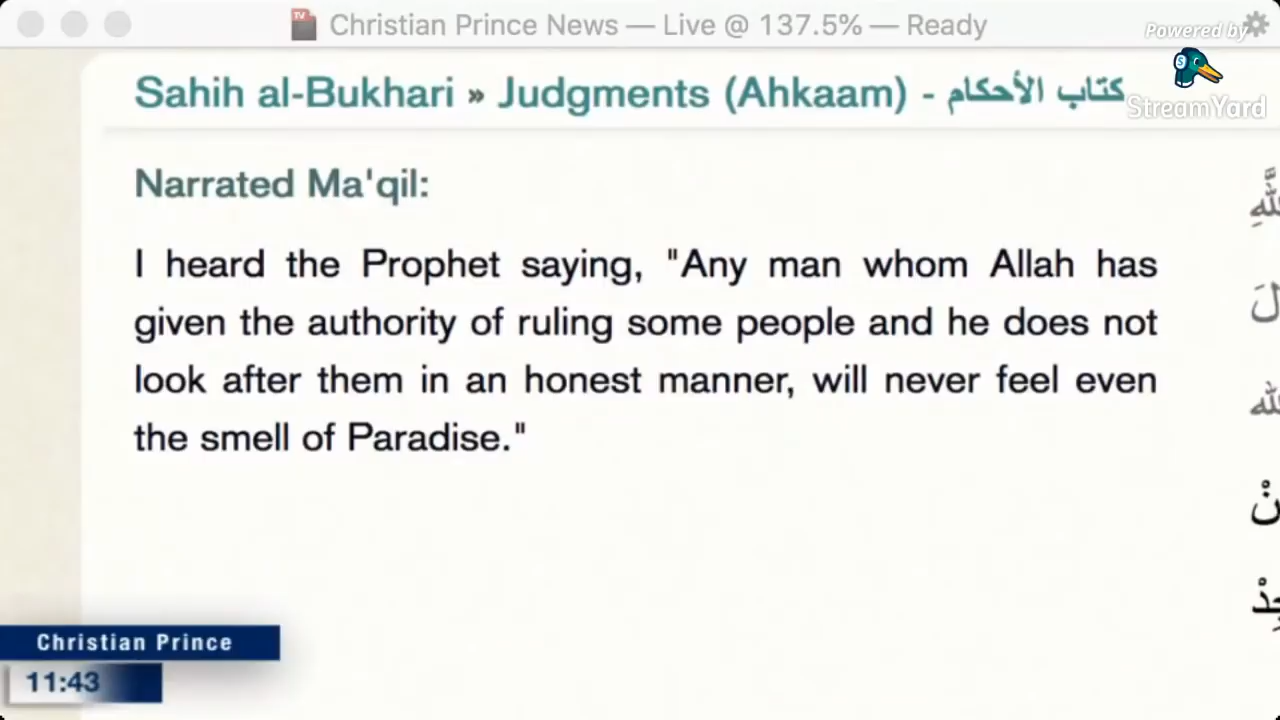 Christian Prince News — Live @ 137.5% — Ready
Powered by
StreamYard
Sahih al-Bukhari » Judgments (Ahkaam) - كتاب الأحكام
Narrated Ma'qil:
I heard the Prophet saying, "Any man whom Allah has
given the authority of ruling some people and he does not
look after them in an honest manner, will never feel even
the smell of Paradise."
Christian Prince
11:43